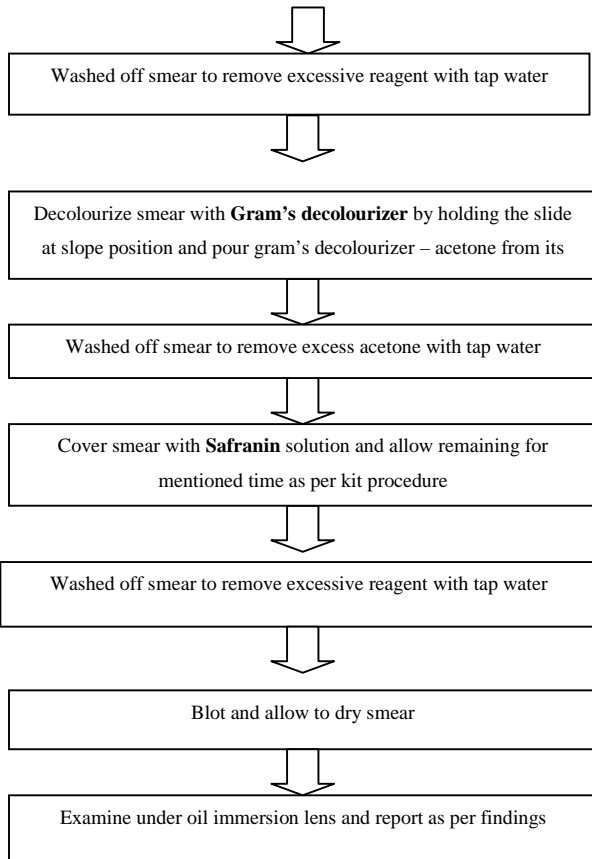 Washed off smear to remove excessive reagent with tap water
Decolourize smear with Gram’s decolourizer by holding the slide
at slope position and pour gram’s decolourizer – acetone from its
Washed off smear to remove excess acetone with tap water
Cover smear with Safranin solution and allow remaining for
mentioned time as per kit procedure
Washed off smear to remove excessive reagent with tap water
Blot and allow to dry smear
Examine under oil immersion lens and report as per findings